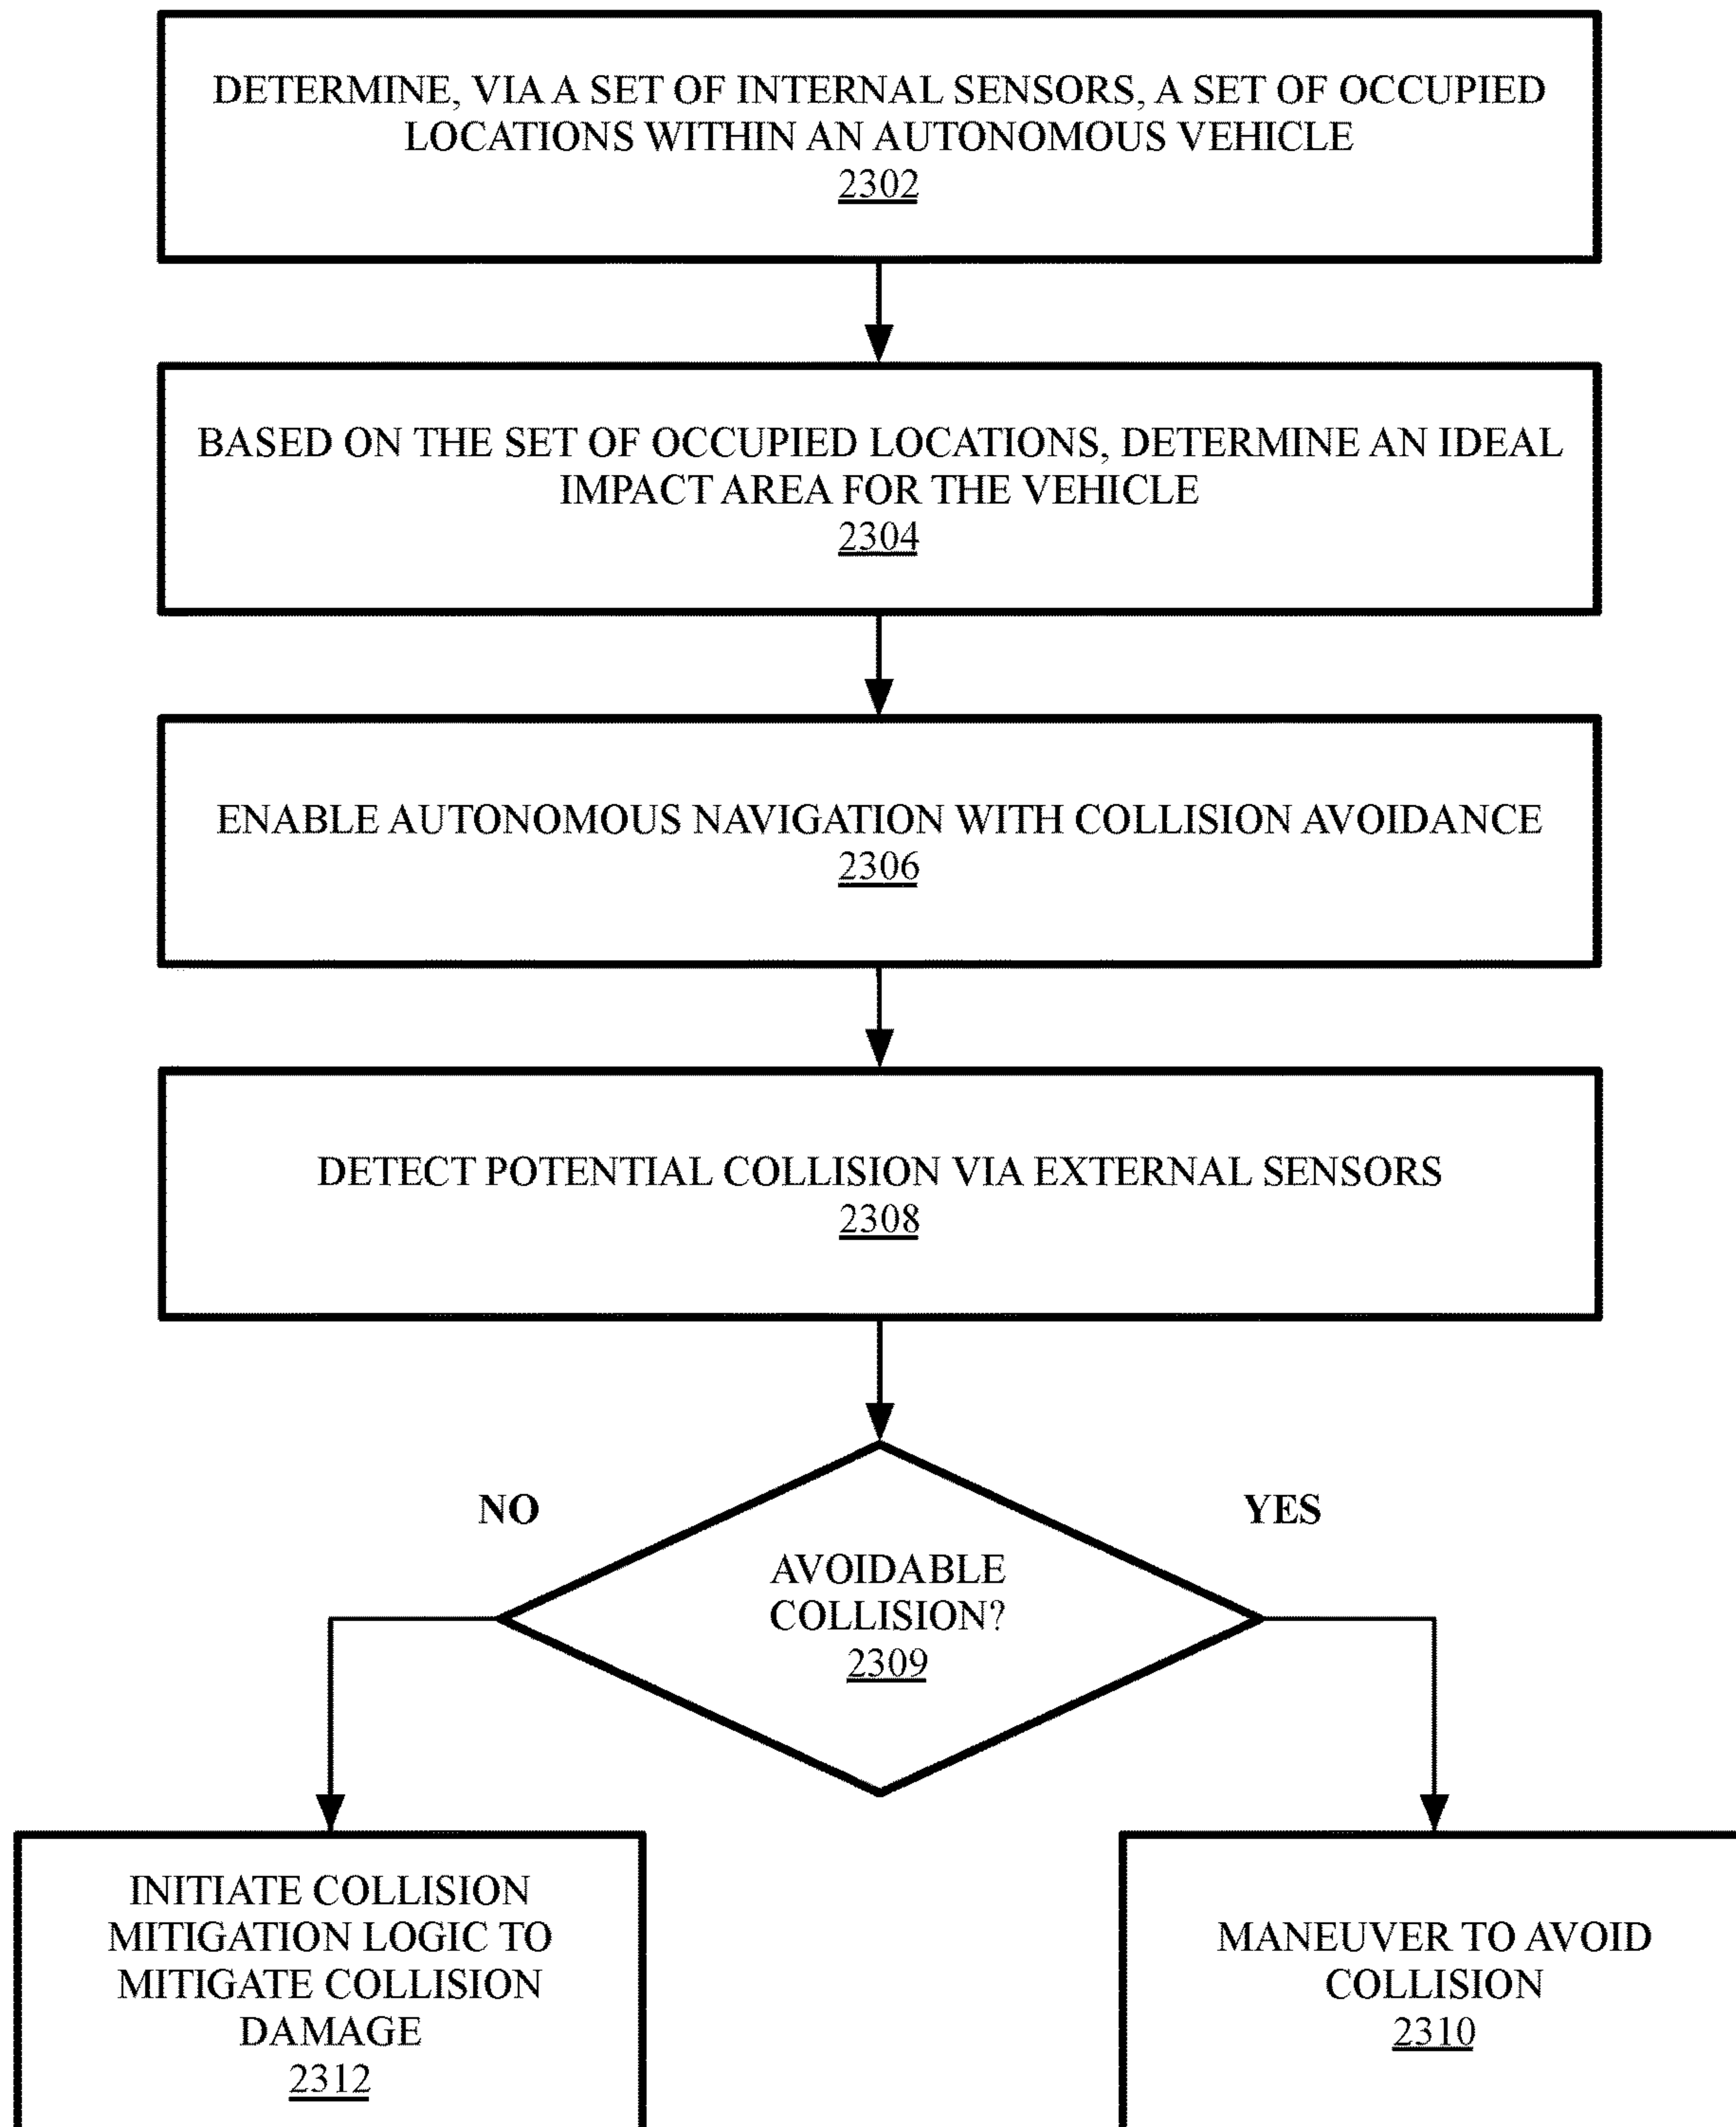 DETERMINE, VIA A SET OF INTERNAL SENSORS, A SET OF OCCUPIED
LOCATIONS WITHIN AN AUTONOMOUS VEHICLE
2302
BASED ON THE SET OF OCCUPIED LOCATIONS, DETERMINE AN IDEAL
IMPACT AREA FOR THE VEHICLE
2304
ENABLE AUTONOMOUS NAVIGATION WITH COLLISION AVOIDANCE
2306
DETECT POTENTIAL COLLISION VIA EXTERNAL SENSORS
2308
NO
YES
AVOIDABLE
COLLISION?
2309
INITIATE COLLISION
MITIGATION LOGIC TO
MITIGATE COLLISION
DAMAGE
2312
MANEUVER TO AVOID
COLLISION
2310